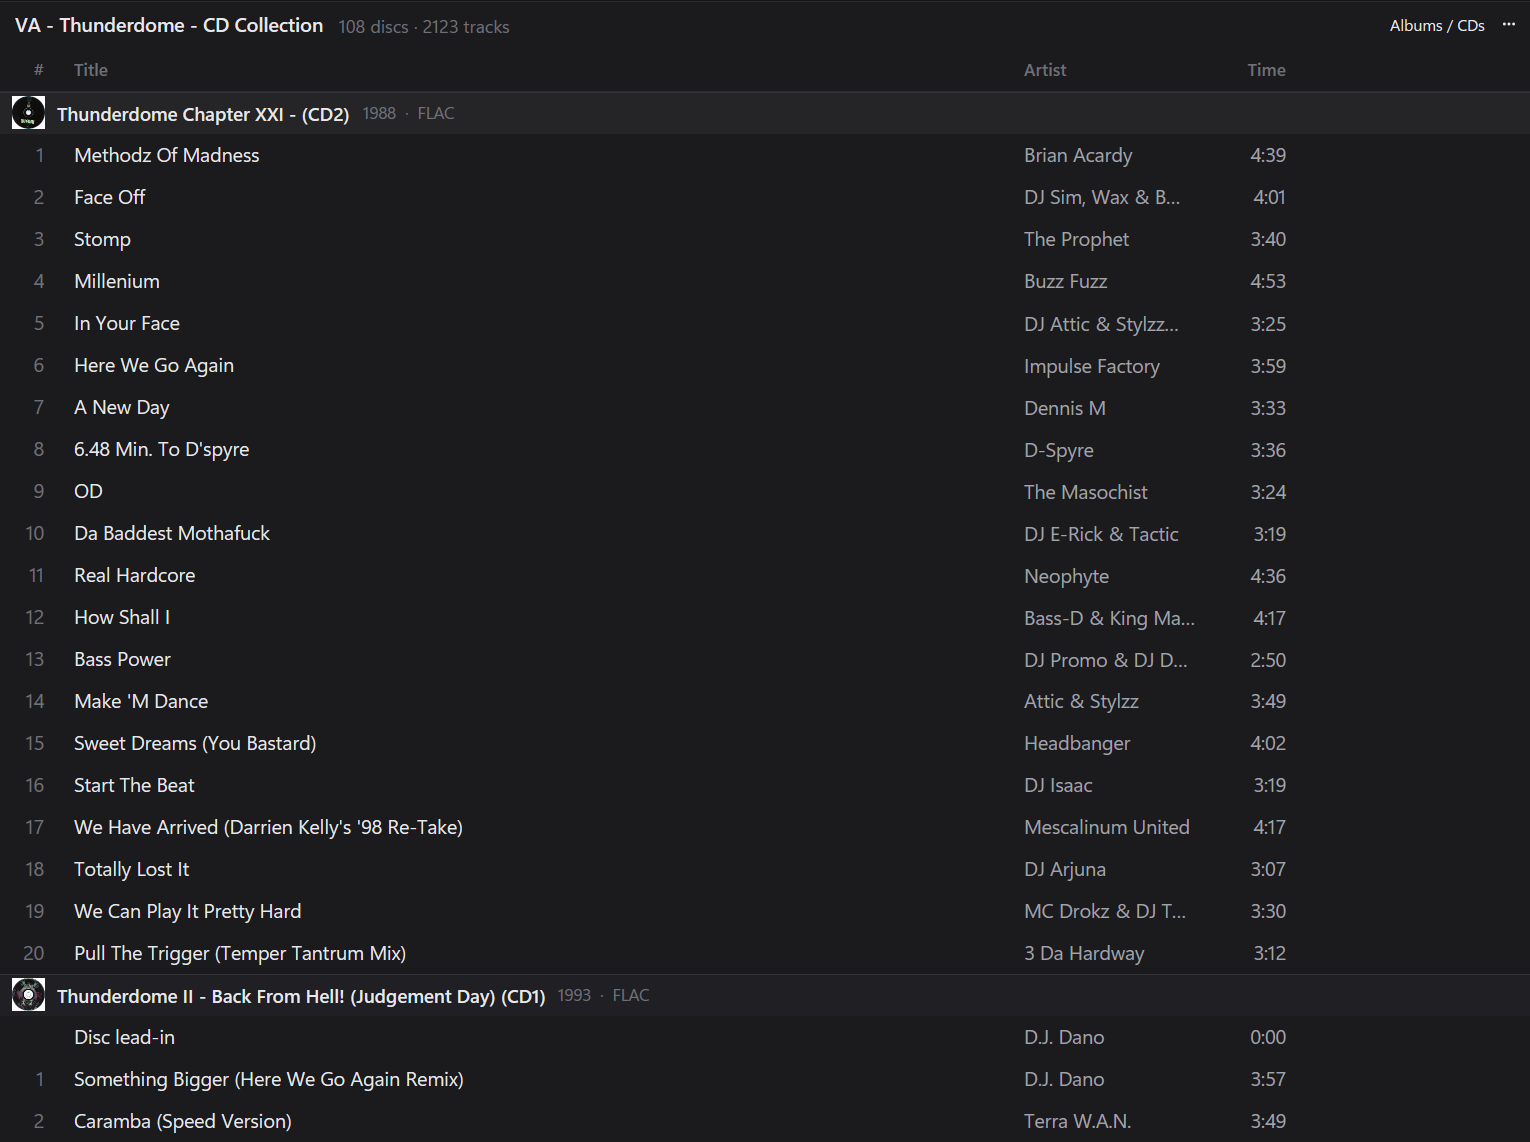 VA - Thunderdome - CD Collection 108 discs · 2123 tracks Albums / CDs ···
# Title Artist Time
Thunderdome Chapter XXI - (CD2) 1988 · FLAC
1 Methodz Of Madness Brian Acardy 4:39
2 Face Off DJ Sim, Wax & B... 4:01
3 Stomp The Prophet 3:40
4 Millenium Buzz Fuzz 4:53
5 In Your Face DJ Attic & Stylzz... 3:25
6 Here We Go Again Impulse Factory 3:59
7 A New Day Dennis M 3:33
8 6.48 Min. To D'spyre D-Spyre 3:36
9 OD The Masochist 3:24
10 Da Baddest Mothafuck DJ E-Rick & Tactic 3:19
11 Real Hardcore Neophyte 4:36
12 How Shall I Bass-D & King Ma... 4:17
13 Bass Power DJ Promo & DJ D... 2:50
14 Make 'M Dance Attic & Stylzz 3:49
15 Sweet Dreams (You Bastard) Headbanger 4:02
16 Start The Beat DJ Isaac 3:19
17 We Have Arrived (Darrien Kelly's '98 Re-Take) Mescalinum United 4:17
18 Totally Lost It DJ Arjuna 3:07
19 We Can Play It Pretty Hard MC Drokz & DJ T... 3:30
20 Pull The Trigger (Temper Tantrum Mix) 3 Da Hardway 3:12
Thunderdome II - Back From Hell! (Judgement Day) (CD1) 1993 · FLAC
Disc lead-in D.J. Dano 0:00
1 Something Bigger (Here We Go Again Remix) D.J. Dano 3:57
2 Caramba (Speed Version) Terra W.A.N. 3:49